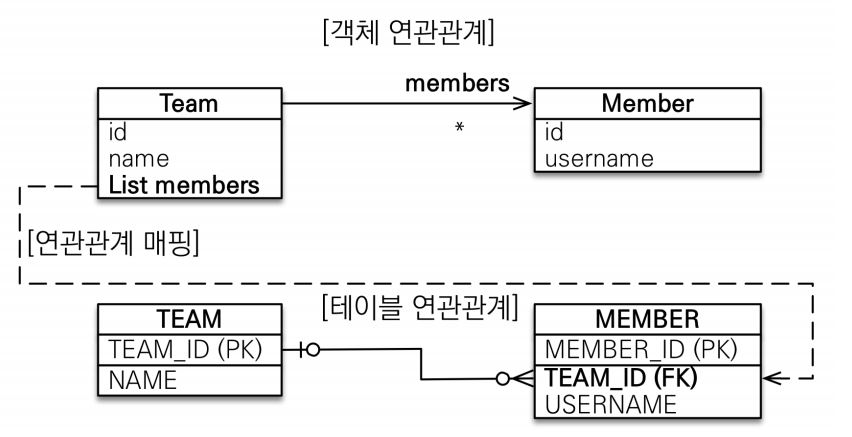 [객체 연관관계]
members
Team
Member
*
id
name
List members
id
username
[연관관계 매핑]
[테이블 연관관계]
TEAM
TEAM_ID (PK)
NAME
MEMBER
MEMBER_ID (PK)
TEAM_ID (FK)
USERNAME